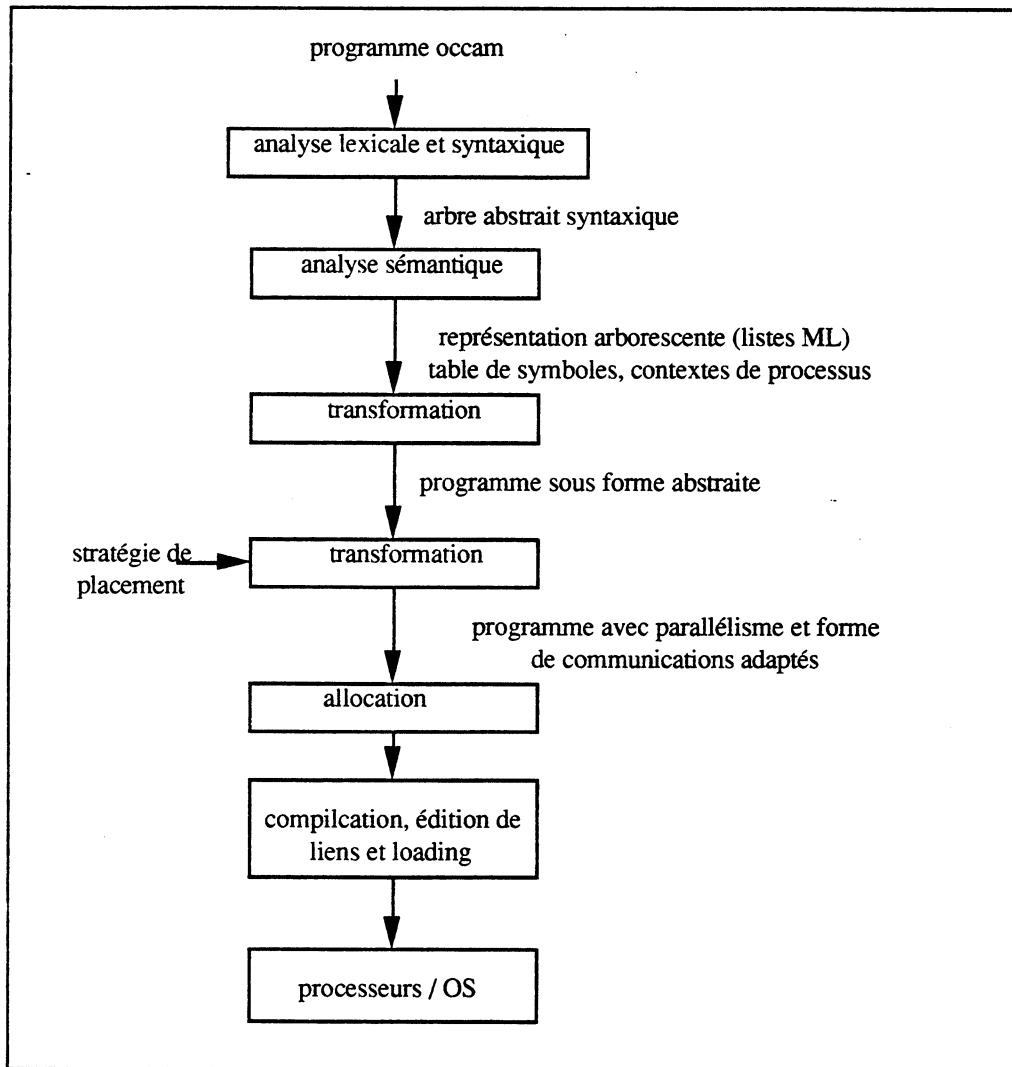 programme occam
analyse lexicale et syntaxique
arbre abstrait syntaxique
analyse sémantique
représentation arborescente (listes ML)
table de symboles, contextes de processus
transformation
programme sous forme abstraite
stratégie de
placement
transformation
programme avec parallélisme et forme
de communications adaptés
allocation
compilcation, édition de
liens et loading
processeurs / OS